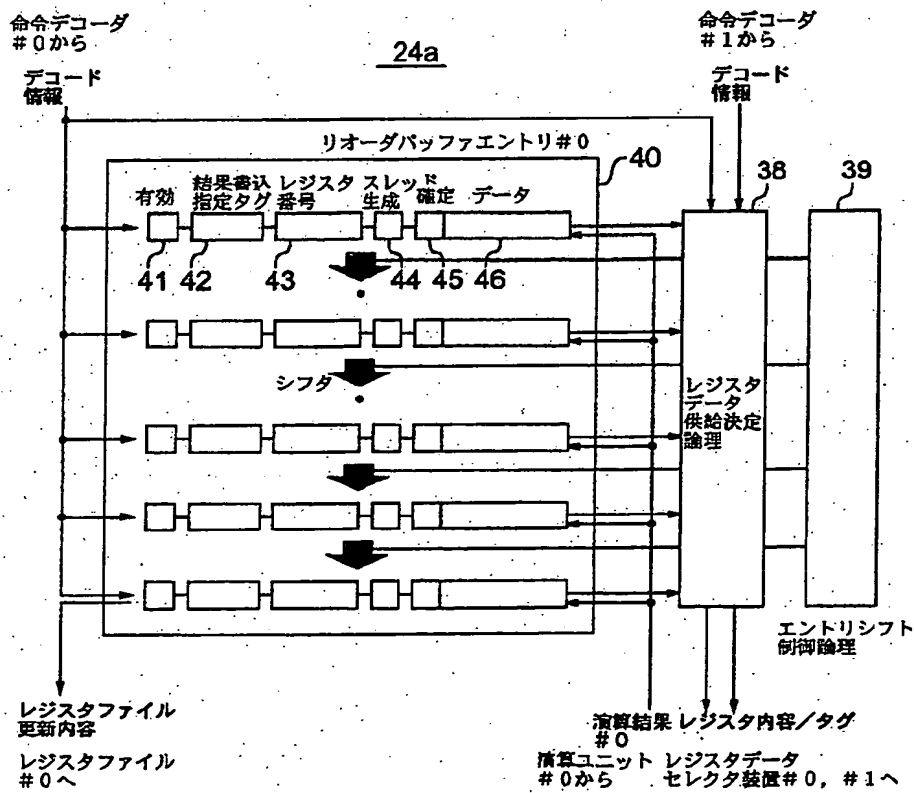 命令デコーダ
#0から
デコード
情報
24a
命令デコーダ
#1から
デコード
情報
リオーダバッファエントリ#0
40
38
39
有効
結果書込
指定タグ
レジスタ
番号
スレッド
生成
確定
データ
41
42
43
44
45
46
シフタ
レジスタ
データ
供給決定
論理
エントリシフト
制御論理
レジスタファイル
更新内容
レジスタファイル
#0へ
演算結果
#0
レジスタ内容/タグ
演算ユニット
#0から
レジスタデータ
セレクタ装置#0, #1へ